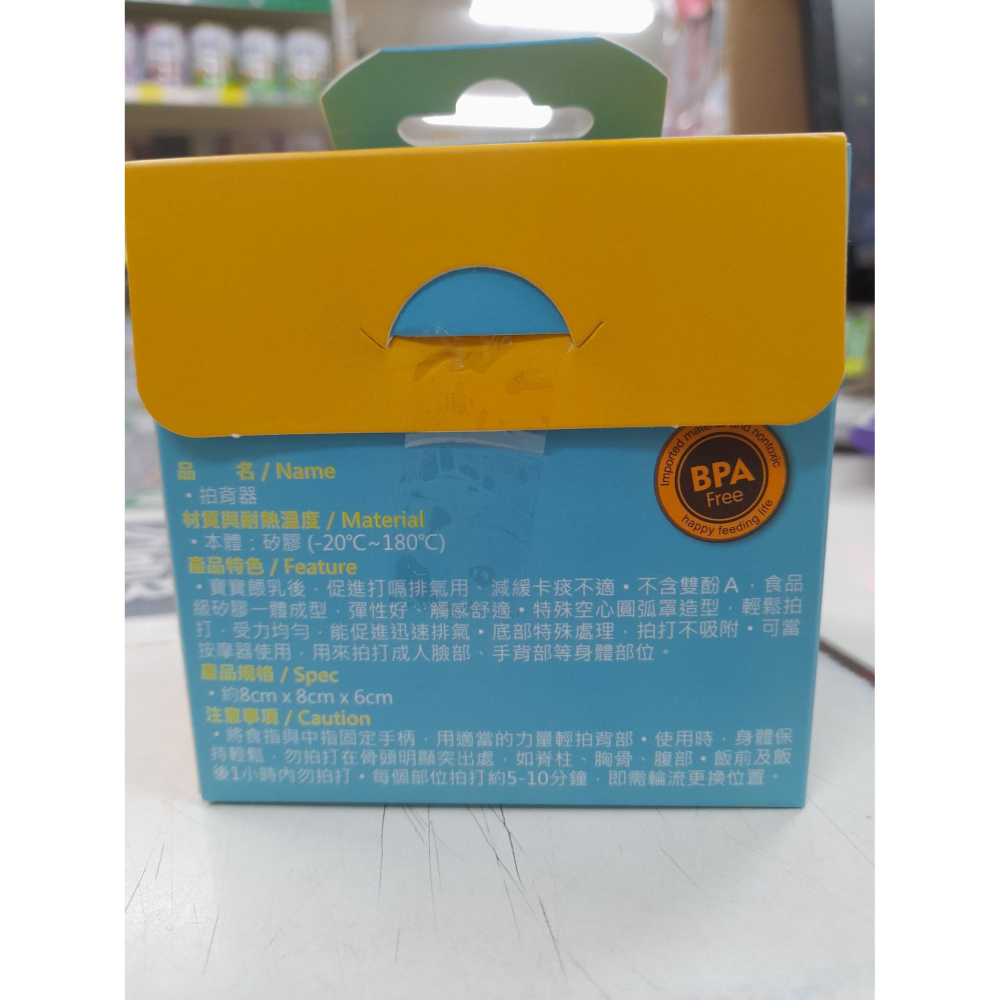 Imported material and nontoxic
BPA
Free
happy feeding life
品　　名 / Name
・拍背器
材質與耐熱溫度 / Material
・本體：矽膠 (-20℃~180℃)
產品特色 / Feature
・寶寶餵乳後，促進打嗝排氣用、減緩卡痰不適・不含雙酚A，食品
級矽膠一體成型，彈性好、觸感舒適・特殊空心圓弧罩造型，輕鬆拍
打，受力均勻，能促進迅速排氣・底部特殊處理，拍打不吸附・可當
按摩器使用，用來拍打成人臉部、手背部等身體部位。
產品規格 / Spec
・約8cm x 8cm x 6cm
注意事項 / Caution
・將食指與中指固定手柄，用適當的力量輕拍背部・使用時，身體保
持輕鬆，勿拍打在骨頭明顯突出處，如脊柱、胸骨、腹部・飯前及飯
後1小時內勿拍打・每個部位拍打約5-10分鐘，即需輪流更換位置。